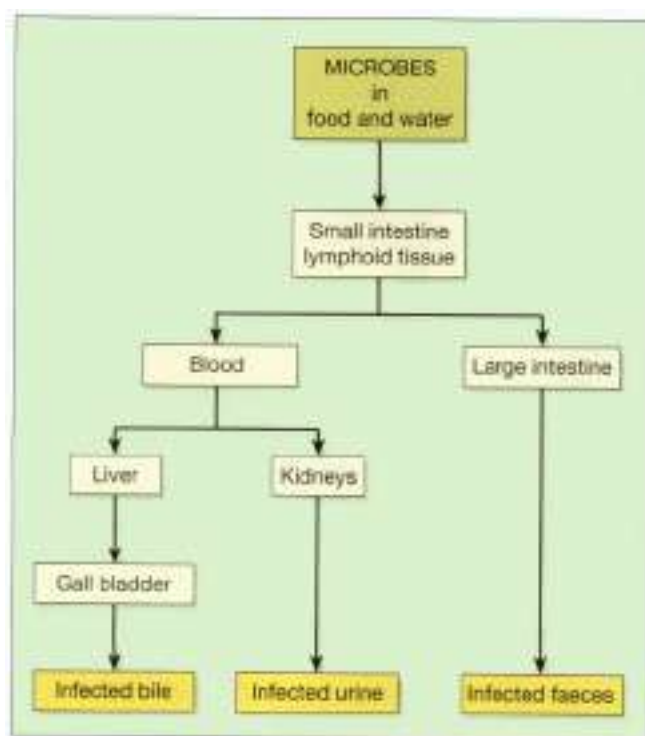 MICROBES
in
food and water
Small intestine
lymphoid tissue
Blood
Large intestine
Liver
Kidneys
Gall bladder
Infected bile
Infected urine
Infected faeces